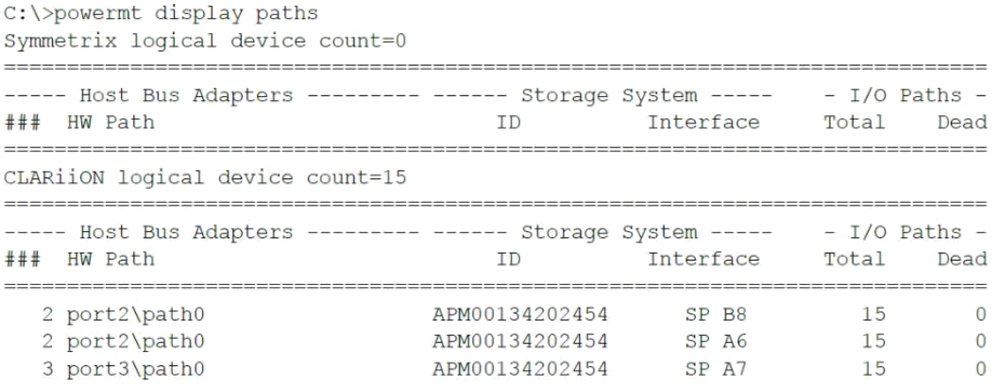 C:\>powermt display paths
Symmetrix logical device count=0
==============================================================================
----- Host Bus Adapters --------- ------ Storage System ----- - I/O Paths -
### HW Path ID Interface Total Dead
==============================================================================
CLARiiON logical device count=15
==============================================================================
----- Host Bus Adapters --------- ------ Storage System ----- - I/O Paths -
### HW Path ID Interface Total Dead
==============================================================================
2 port2\path0 APM00134202454 SP B8 15 0
2 port2\path0 APM00134202454 SP A6 15 0
3 port3\path0 APM00134202454 SP A7 15 0